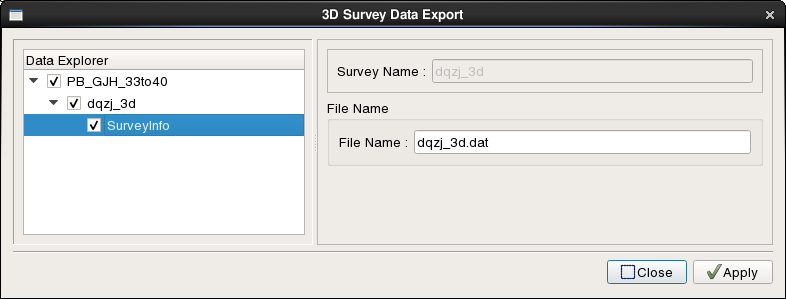 3D Survey Data Export
Data Explorer
PB_GJH_33to40
dqzj_3d
SurveyInfo
Survey Name : dqzj_3d
File Name
File Name : dqzj_3d.dat
Close Apply